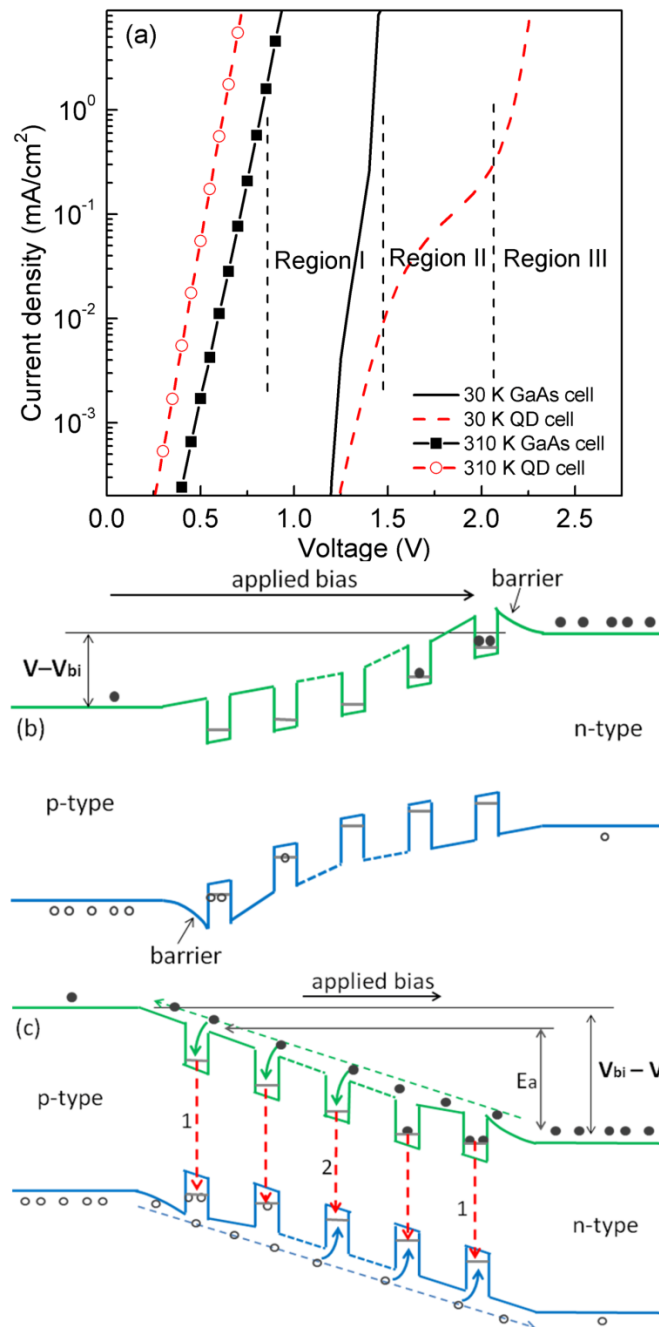 (a)
Current density (mA/cm²)
10⁰
10⁻¹
10⁻²
10⁻³
Region I
Region II
Region III
30 K GaAs cell
30 K QD cell
310 K GaAs cell
310 K QD cell
0.0 0.5 1.0 1.5 2.0 2.5
Voltage (V)
applied bias
barrier
V–Vbi
(b)
n-type
p-type
barrier
applied bias
(c)
Ea
Vbi – V
p-type
1
2
1
n-type